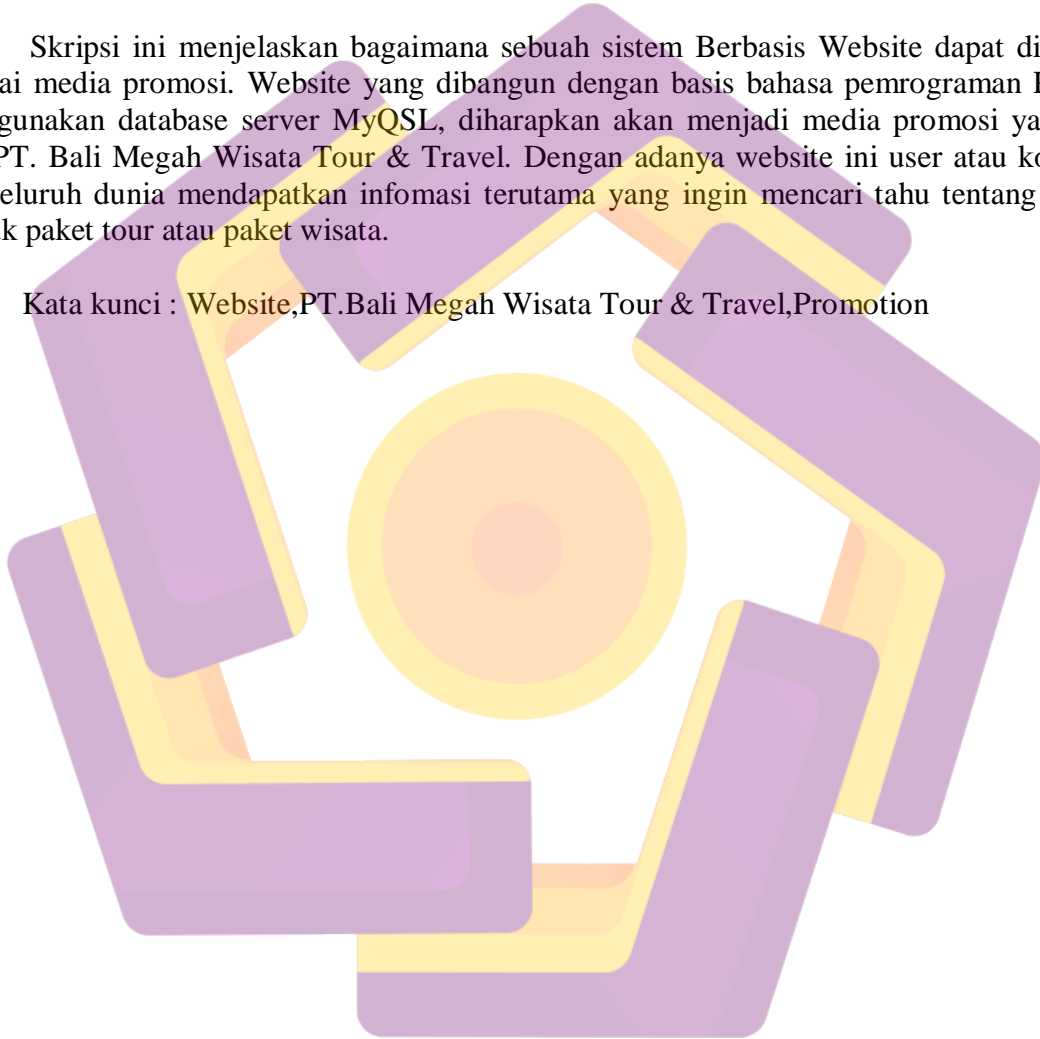 Skripsi ini menjelaskan bagaimana sebuah sistem Berbasis Website dapat di
ai media promosi. Website yang dibangun dengan basis bahasa pemrograman
gunakan database server MyQSL, diharapkan akan menjadi media promosi ya
PT. Bali Megah Wisata Tour & Travel. Dengan adanya website ini user atau ko
eluruh dunia mendapatkan infomasi terutama yang ingin mencari tahu tentang
k paket tour atau paket wisata.
Kata kunci : Website,PT.Bali Megah Wisata Tour & Travel,Promotion